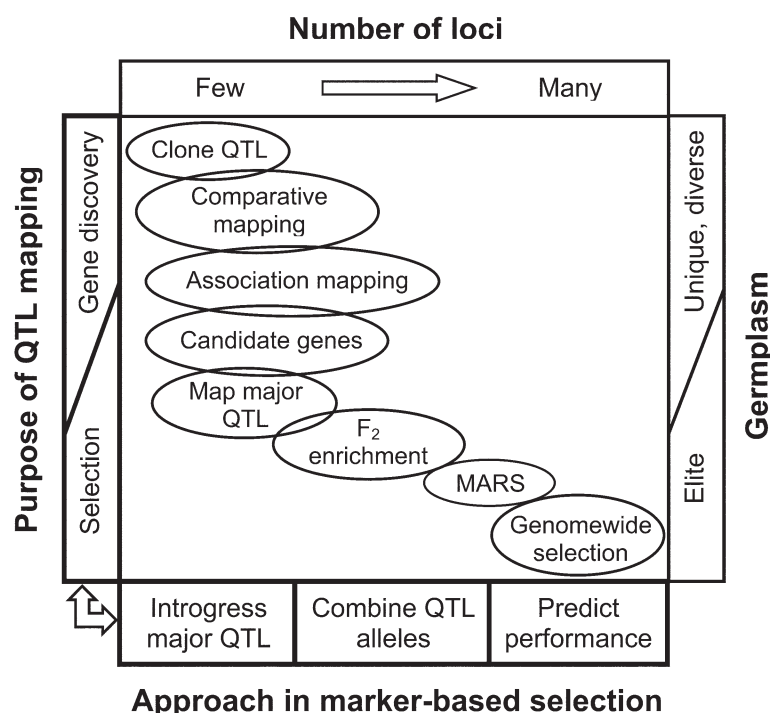 Number of loci
Few
Many
Purpose of QTL mapping
Gene discovery
Selection
Clone QTL
Comparative
mapping
Association mapping
Candidate genes
Map major
QTL
F₂
enrichment
MARS
Genomewide
selection
Unique, diverse
Elite
Germplasm
Introgress
major QTL
Combine QTL
alleles
Predict
performance
Approach in marker-based selection